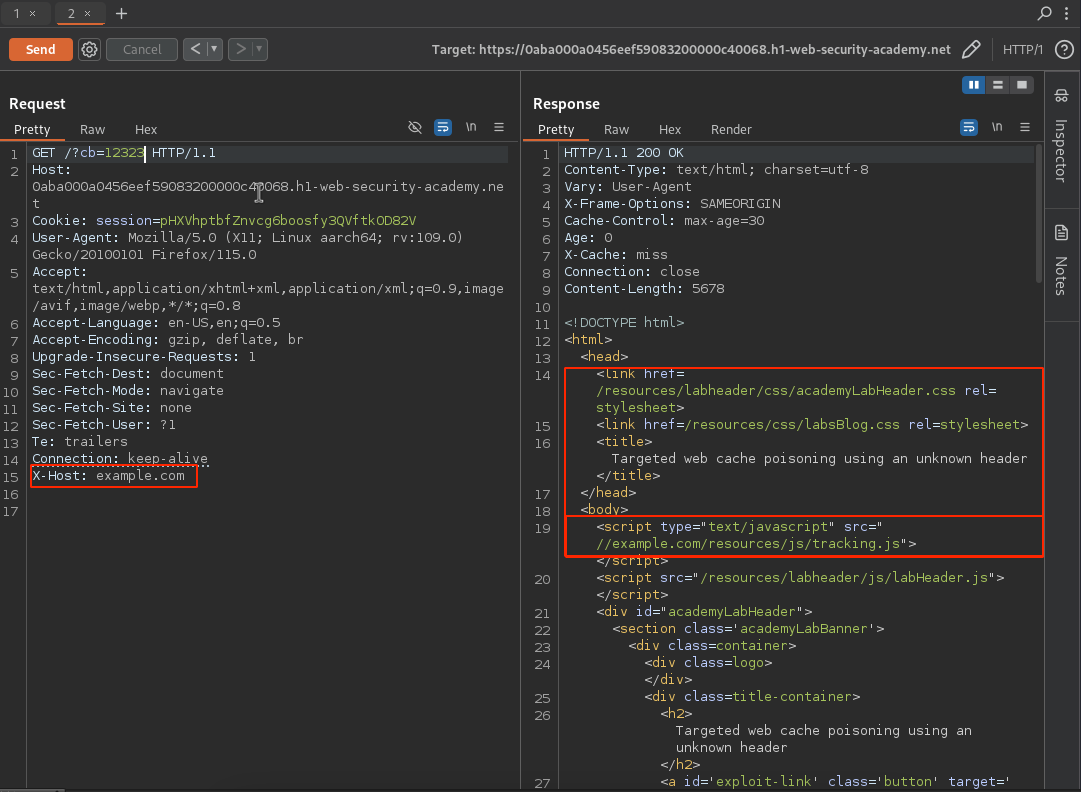 1 × 2 × +
Send Cancel < ▾ > ▾ Target: https://0aba000a0456eef59083200000c40068.h1-web-security-academy.net HTTP/1 ?
Request
Pretty Raw Hex \n
1 GET /?cb=12323 HTTP/1.1
2 Host:
0aba000a0456eef59083200000c40068.h1-web-security-academy.ne
t
3 Cookie: session=pHXVhptbfZnvcg6boosfy3QVftkOD82V
4 User-Agent: Mozilla/5.0 (X11; Linux aarch64; rv:109.0)
Gecko/20100101 Firefox/115.0
5 Accept:
text/html,application/xhtml+xml,application/xml;q=0.9,image
/avif,image/webp,*/*;q=0.8
6 Accept-Language: en-US,en;q=0.5
7 Accept-Encoding: gzip, deflate, br
8 Upgrade-Insecure-Requests: 1
9 Sec-Fetch-Dest: document
10 Sec-Fetch-Mode: navigate
11 Sec-Fetch-Site: none
12 Sec-Fetch-User: ?1
13 Te: trailers
14 Connection: keep-alive
15 X-Host: example.com
16
17
Response
Pretty Raw Hex Render \n
1 HTTP/1.1 200 OK
2 Content-Type: text/html; charset=utf-8
3 Vary: User-Agent
4 X-Frame-Options: SAMEORIGIN
5 Cache-Control: max-age=30
6 Age: 0
7 X-Cache: miss
8 Connection: close
9 Content-Length: 5678
10
11 <!DOCTYPE html>
12 <html>
13 <head>
14 <link href=
/resources/labheader/css/academyLabHeader.css rel=
stylesheet>
15 <link href=/resources/css/labsBlog.css rel=stylesheet>
16 <title>
Targeted web cache poisoning using an unknown header
</title>
17 </head>
18 <body>
19 <script type="text/javascript" src="
//example.com/resources/js/tracking.js">
</script>
20 <script src="/resources/labheader/js/labHeader.js">
</script>
21 <div id="academyLabHeader">
22 <section class='academyLabBanner'>
23 <div class=container>
24 <div class=logo>
</div>
25 <div class=title-container>
26 <h2>
Targeted web cache poisoning using an
unknown header
</h2>
27 <a id='exploit-link' class='button' target='
Inspector
Notes